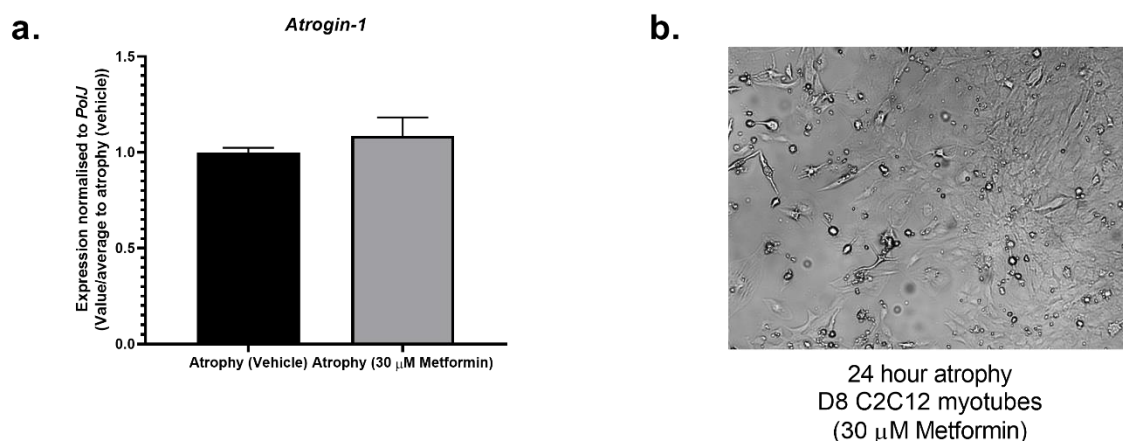 a.
Atrogin-1
Expression normalised to PolJ
(Value/average to atrophy (vehicle))
1.5
1.0
0.5
0.0
Atrophy (Vehicle)
Atrophy (30 μM Metformin)
b.
24 hour atrophy
D8 C2C12 myotubes
(30 μM Metformin)